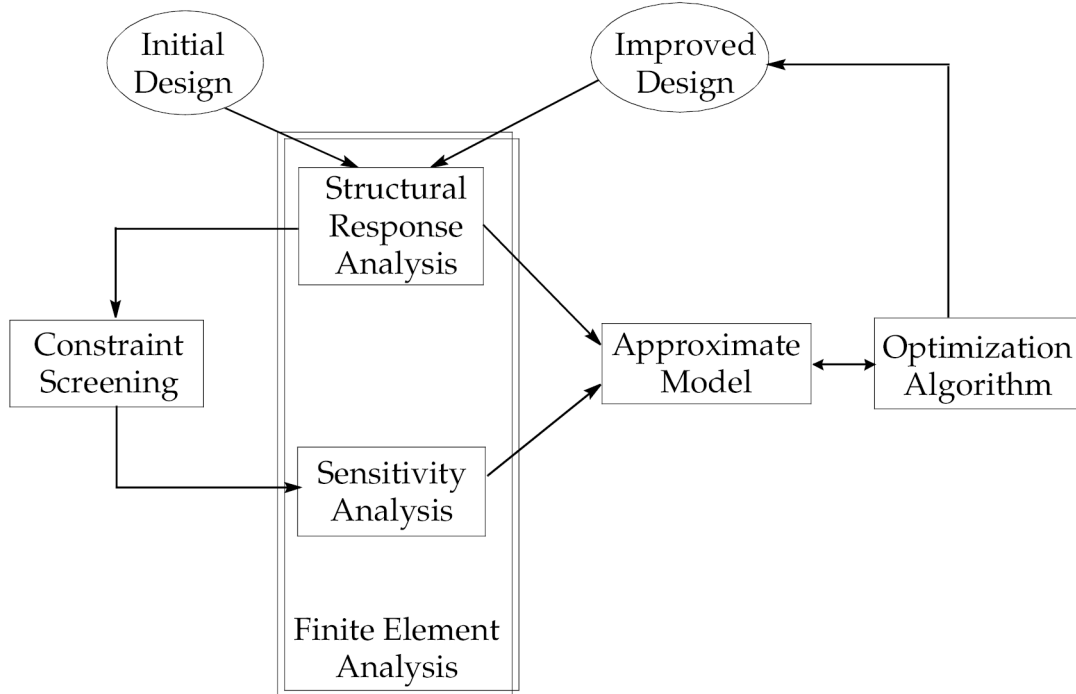 Initial
Design
Improved
Design
Structural
Response
Analysis
Constraint
Screening
Approximate
Model
Optimization
Algorithm
Sensitivity
Analysis
Finite Element
Analysis